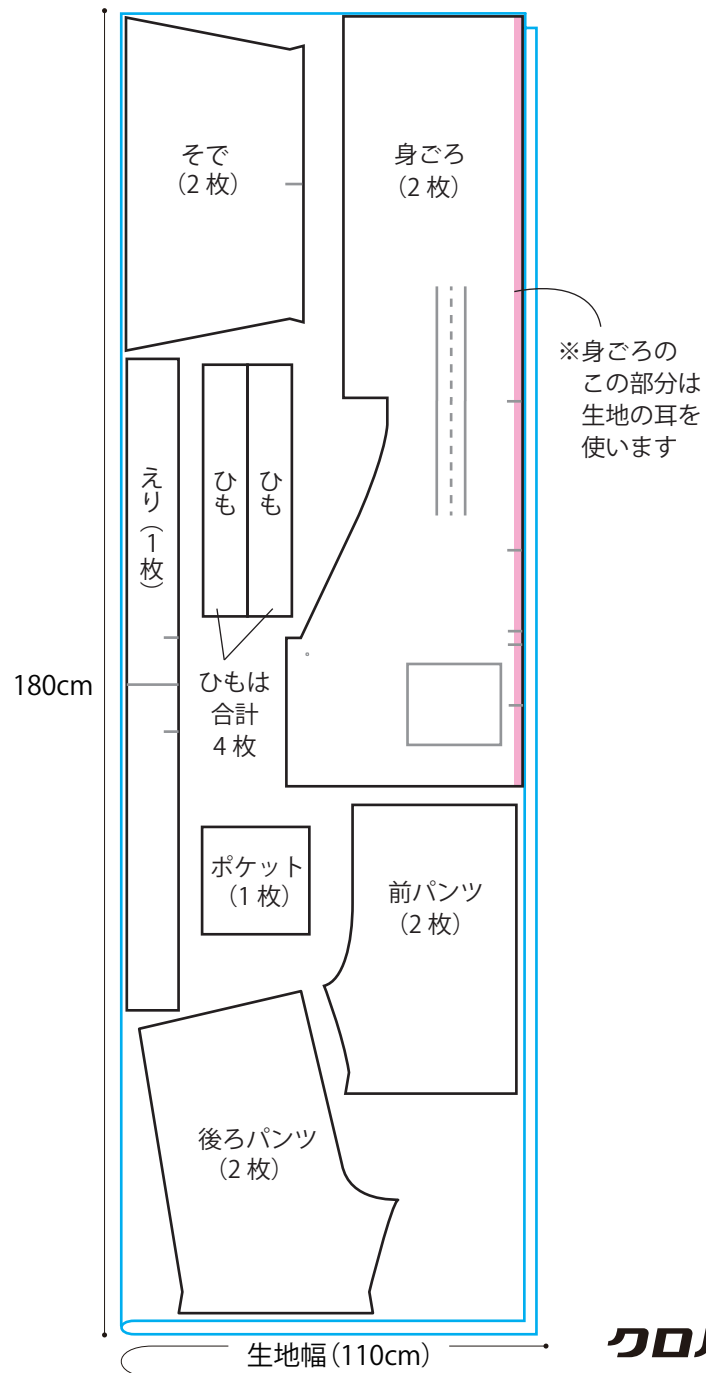 そで
（2 枚）
身ごろ
（2 枚）
※身ごろの
この部分は
生地の耳を
使います
えり（1枚）
ひも
ひも
180cm
ひもは
合計
4 枚
ポケット
（1 枚）
前パンツ
（2 枚）
後ろパンツ
（2 枚）
生地幅（110cm）